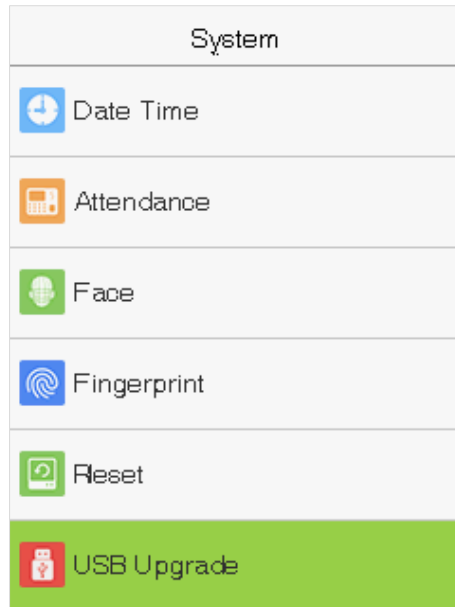 System
Date Time
Attendance
Face
Fingerprint
Reset
USB Upgrade